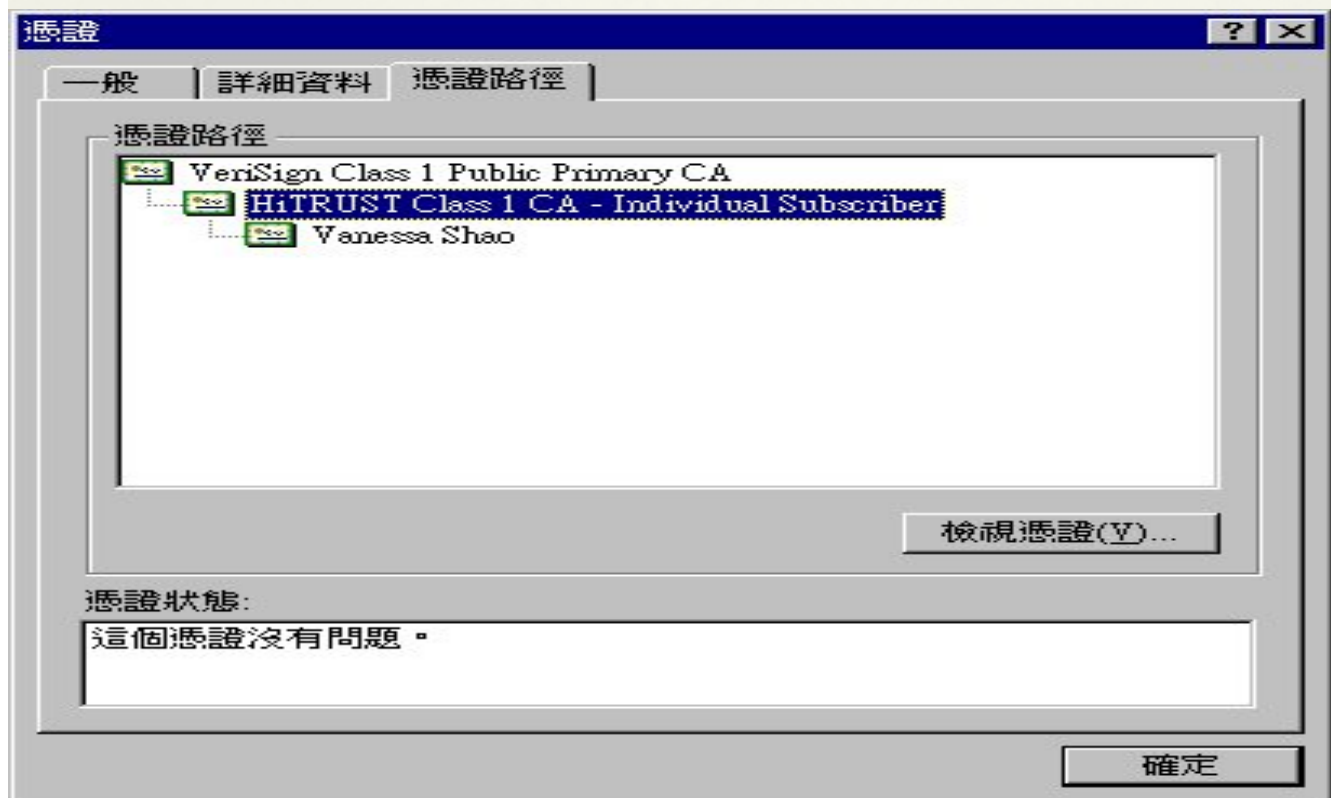 憑證
一般 詳細資料 憑證路徑
憑證路徑
VeriSign Class 1 Public Primary CA
HiTRUST Class 1 CA - Individual Subscriber
Vanessa Shao
檢視憑證(V)...
憑證狀態:
這個憑證沒有問題。
確定